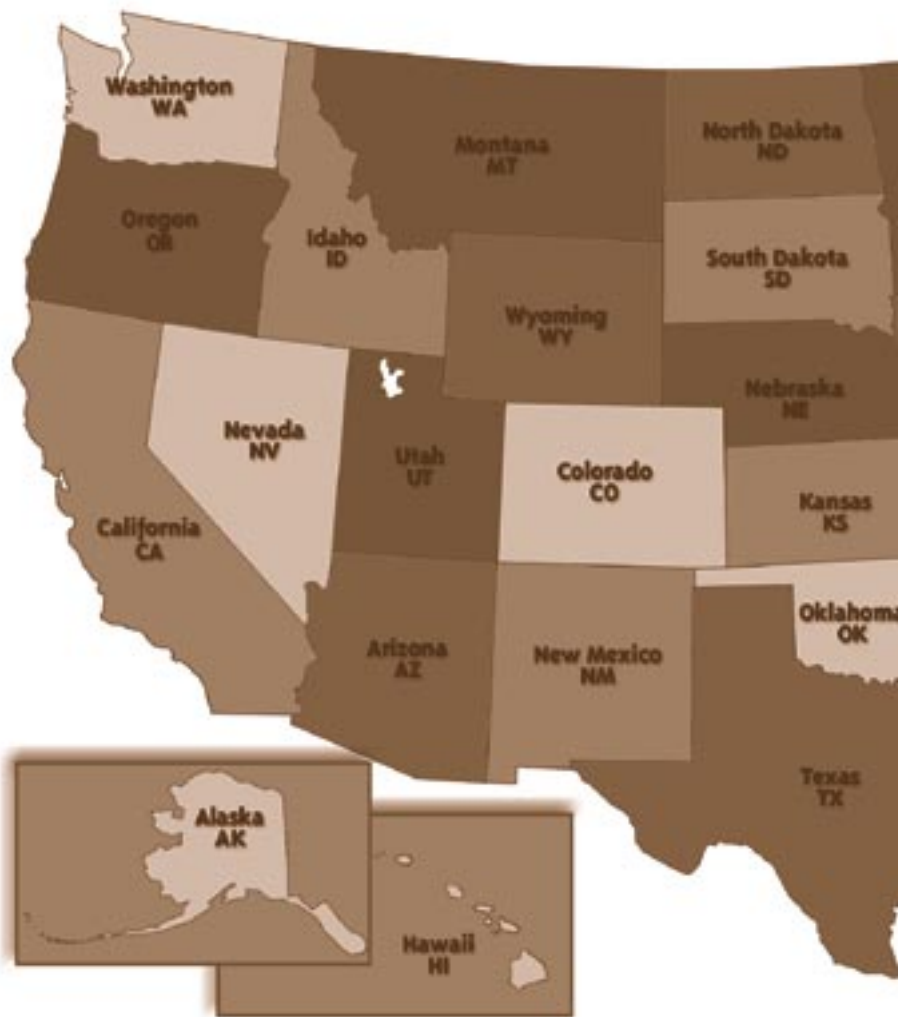 Washington
WA
Montana
MT
North Dakota
ND
Oregon
OR
Idaho
ID
South Dakota
SD
Wyoming
WY
Nebraska
NE
Nevada
NV
Utah
UT
Colorado
CO
Kansas
KS
California
CA
Oklahoma
OK
Arizona
AZ
New Mexico
NM
Texas
TX
Alaska
AK
Hawaii
HI